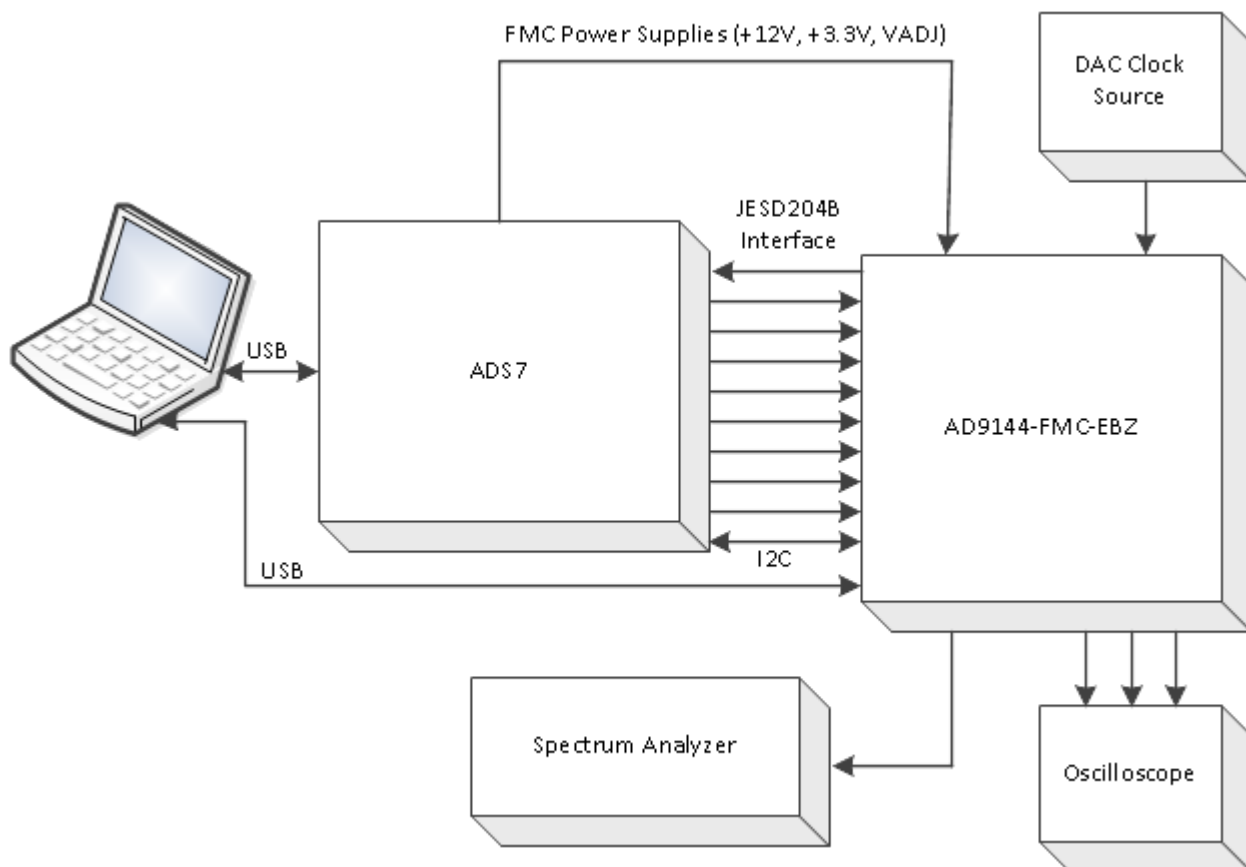 FMC Power Supplies (+12V, +3.3V, VADJ)
DAC Clock
Source
JESD204B
Interface
USB
ADS7
AD9144-FMC-EBZ
I2C
USB
Spectrum Analyzer
Oscilloscope